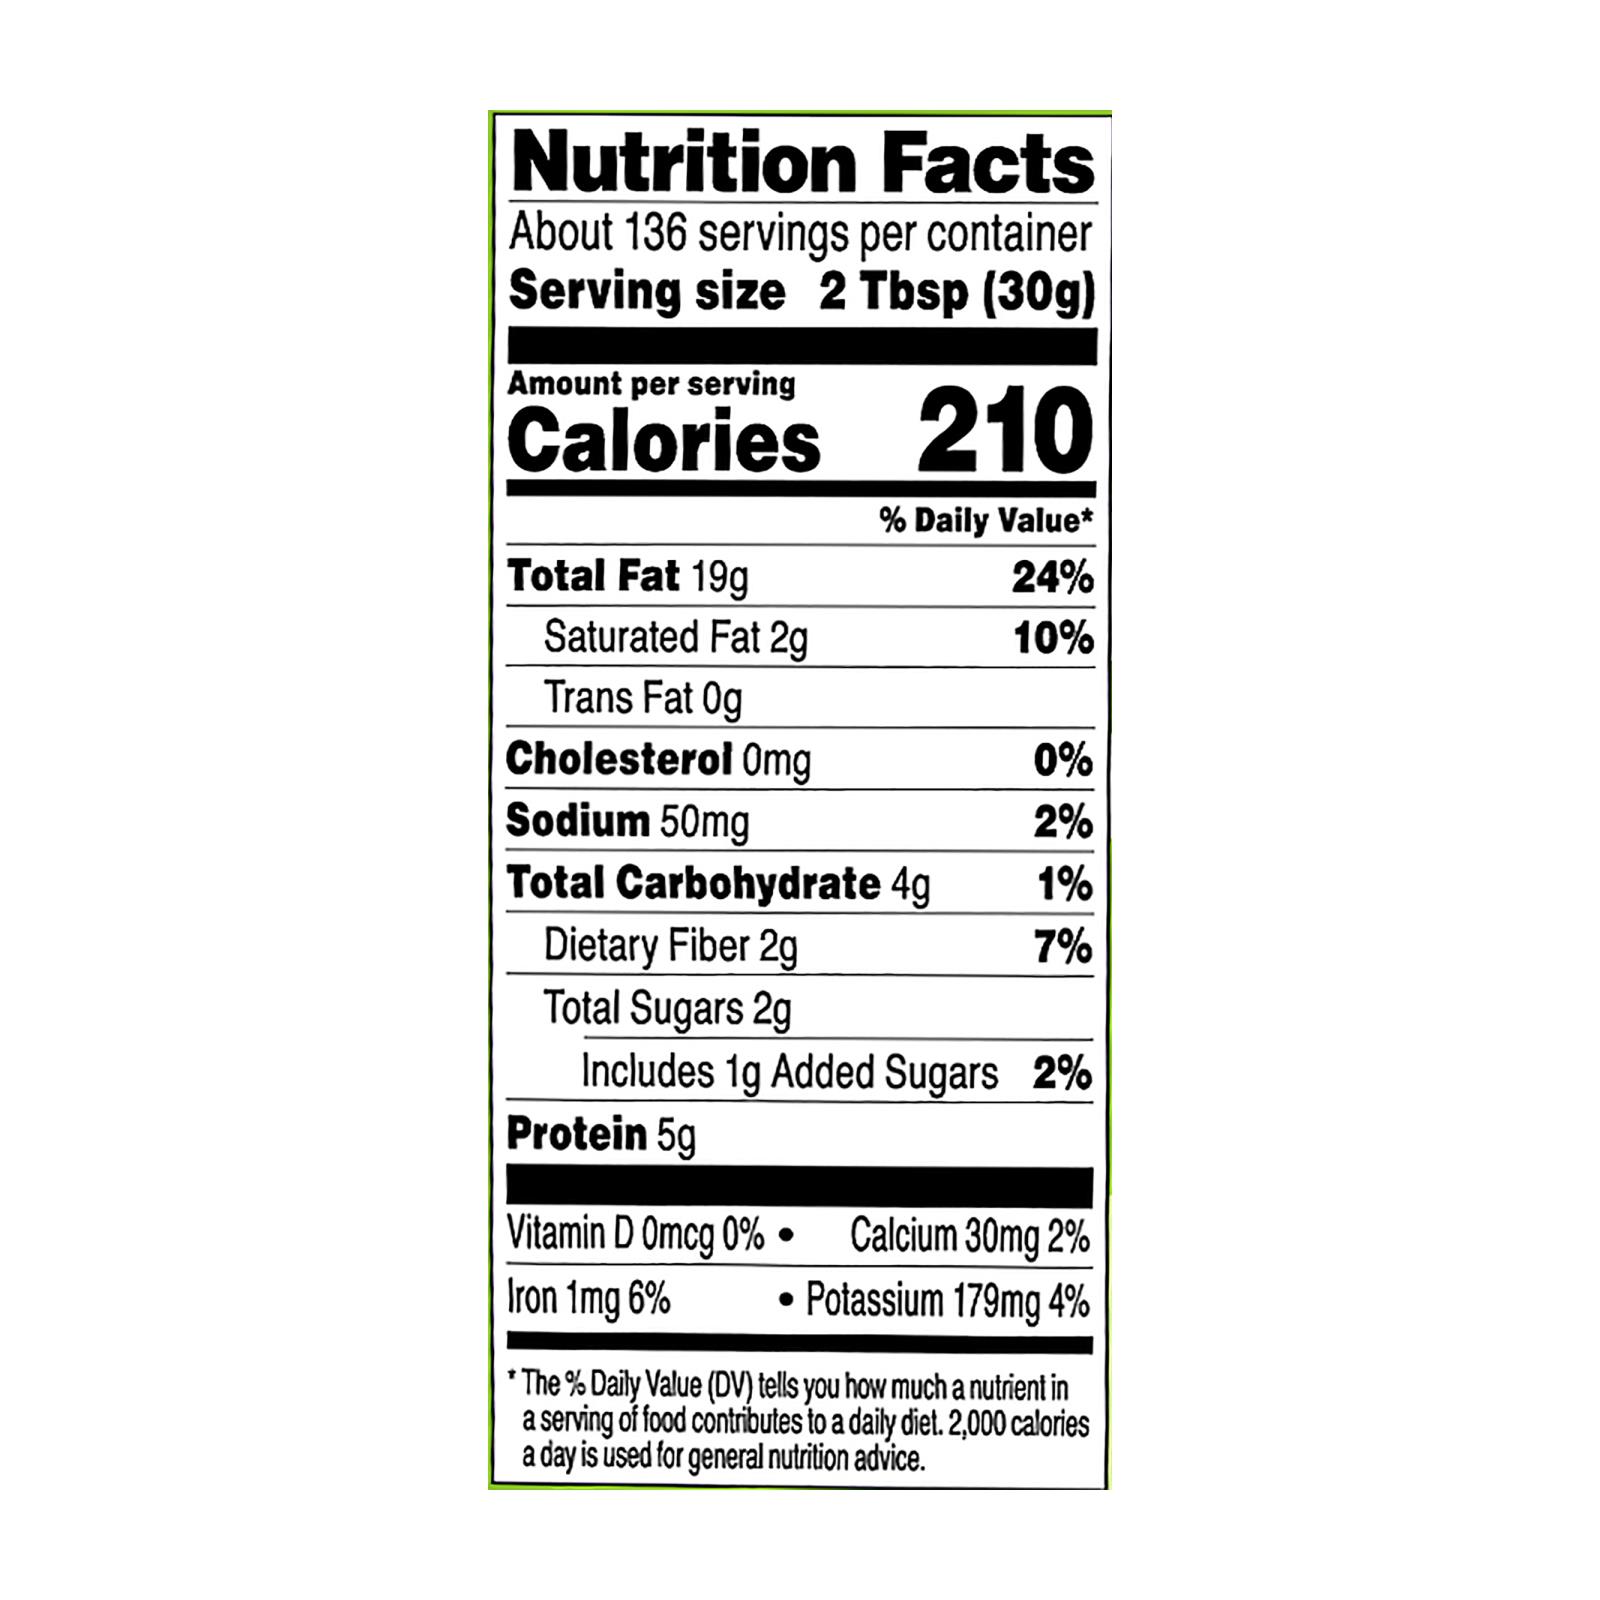 Nutrition Facts
About 136 servings per container
Serving size 2 Tbsp (30g)
Amount per serving
Calories 210
% Daily Value*
Total Fat 19g 24%
Saturated Fat 2g 10%
Trans Fat 0g
Cholesterol 0mg 0%
Sodium 50mg 2%
Total Carbohydrate 4g 1%
Dietary Fiber 2g 7%
Total Sugars 2g
Includes 1g Added Sugars 2%
Protein 5g
Vitamin D 0mcg 0% • Calcium 30mg 2%
Iron 1mg 6% • Potassium 179mg 4%
* The % Daily Value (DV) tells you how much a nutrient in
a serving of food contributes to a daily diet. 2,000 calories
a day is used for general nutrition advice.